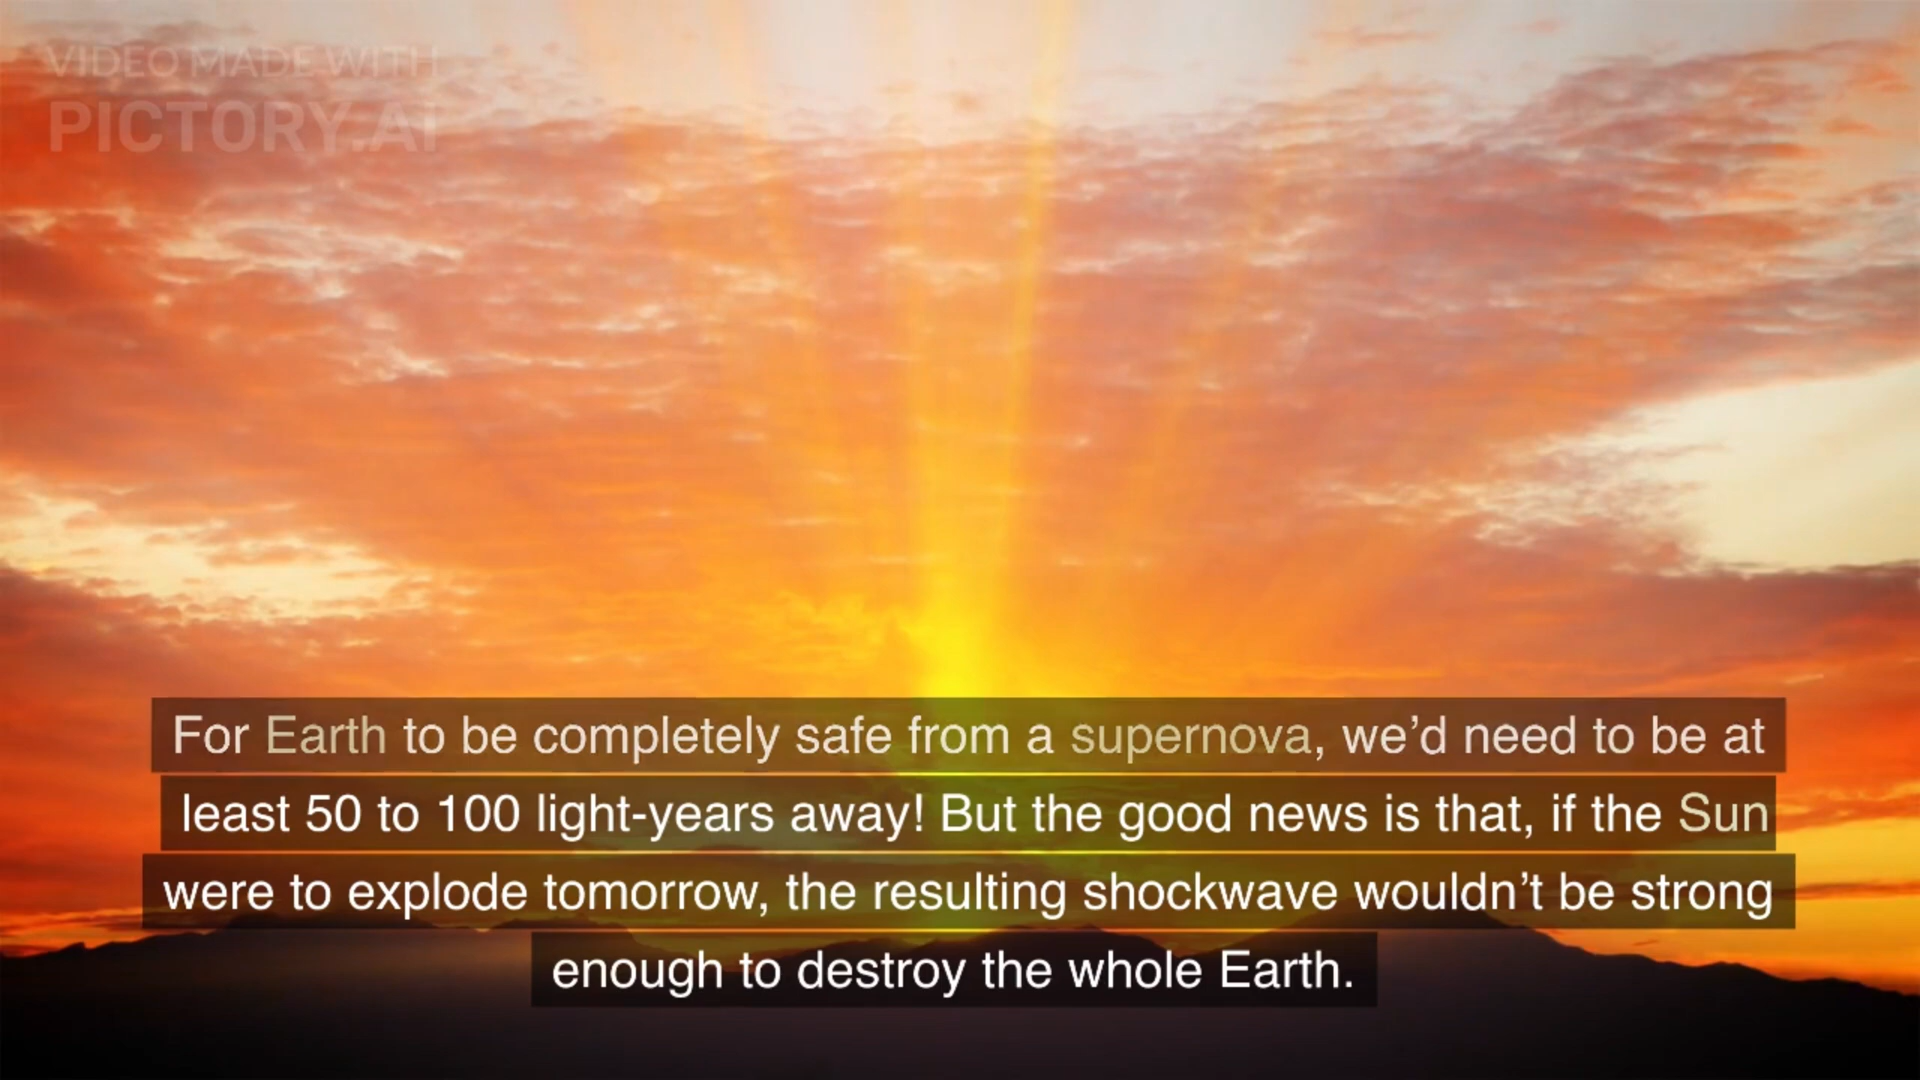 VIDEO MADE WITH
PICTORY.AI
For Earth to be completely safe from a supernova, we’d need to be at
least 50 to 100 light-years away! But the good news is that, if the Sun
were to explode tomorrow, the resulting shockwave wouldn’t be strong
enough to destroy the whole Earth.